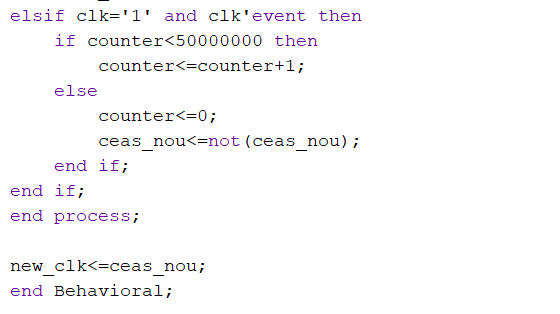 elsif clk='1' and clk'event then
if counter<50000000 then
counter<=counter+1;
else
counter<=0;
ceas_nou<=not(ceas_nou);
end if;
end if;
end process;
new_clk<=ceas_nou;
end Behavioral;